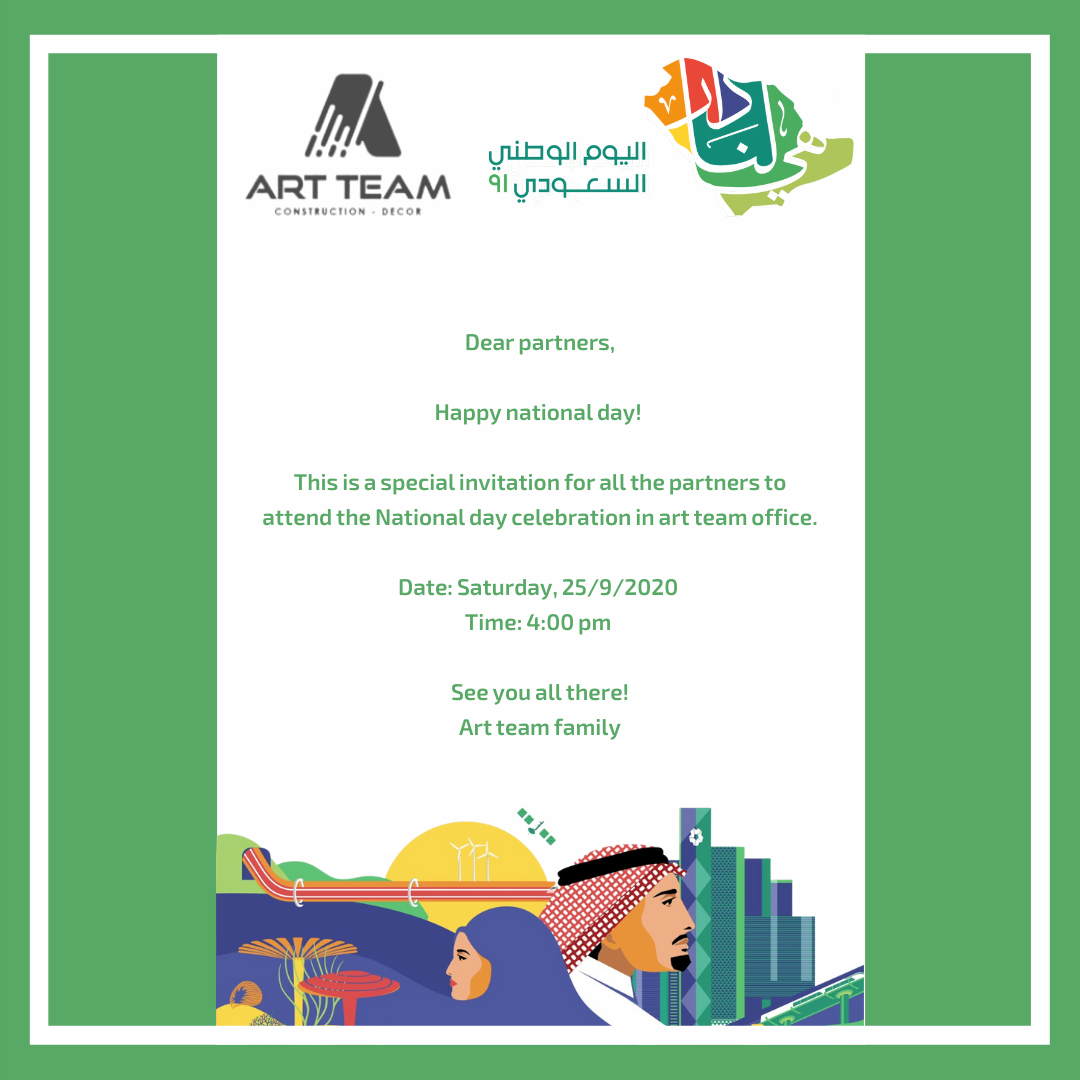 ART TEAM
CONSTRUCTION - DECOR
اليوم الوطني
السعودي ٩١
هي لنا دار
Dear partners,
Happy national day!
This is a special invitation for all the partners to
attend the National day celebration in art team office.
Date: Saturday, 25/9/2020
Time: 4:00 pm
See you all there!
Art team family